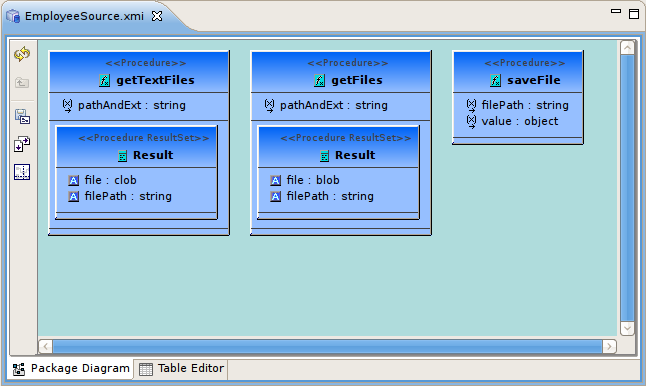 EmployeeSource.xmi
<<Procedure>>
getTextFiles
pathAndExt : string
<<Procedure ResultSet>>
Result
file : clob
filePath : string
<<Procedure>>
getFiles
pathAndExt : string
<<Procedure ResultSet>>
Result
file : blob
filePath : string
<<Procedure>>
saveFile
filePath : string
value : object
Package Diagram
Table Editor